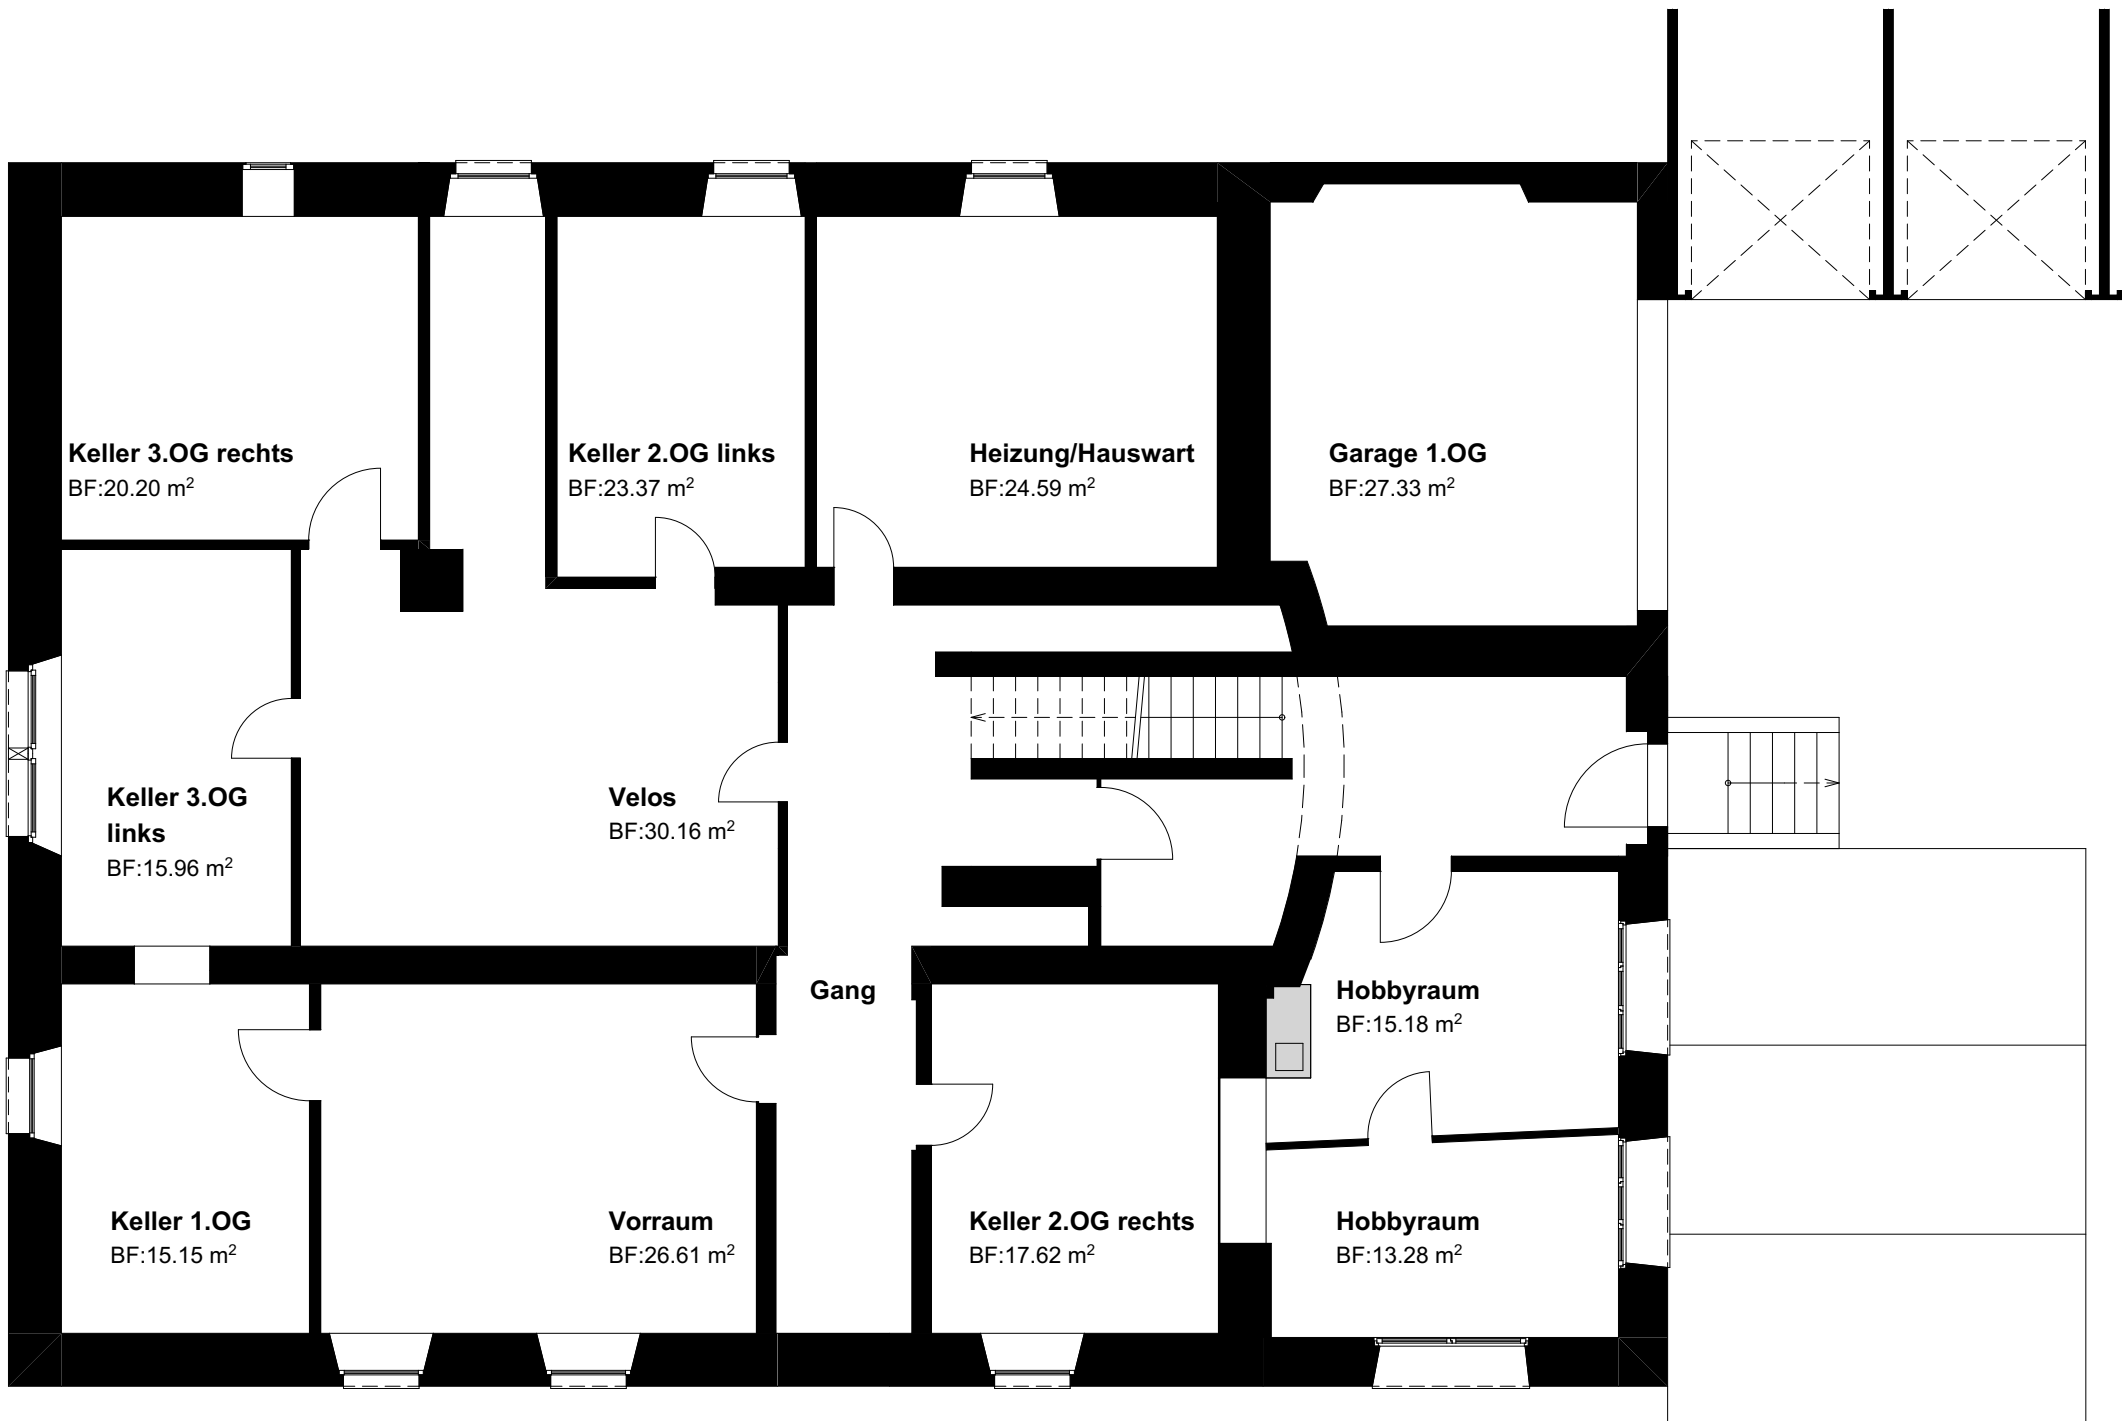 Keller 3.OG rechts
BF:20.20 m²
Keller 2.OG links
BF:23.37 m²
Heizung/Hauswart
BF:24.59 m²
Garage 1.OG
BF:27.33 m²
Keller 3.OG
links
BF:15.96 m²
Velos
BF:30.16 m²
Gang
Hobbyraum
BF:15.18 m²
Keller 1.OG
BF:15.15 m²
Vorraum
BF:26.61 m²
Keller 2.OG rechts
BF:17.62 m²
Hobbyraum
BF:13.28 m²